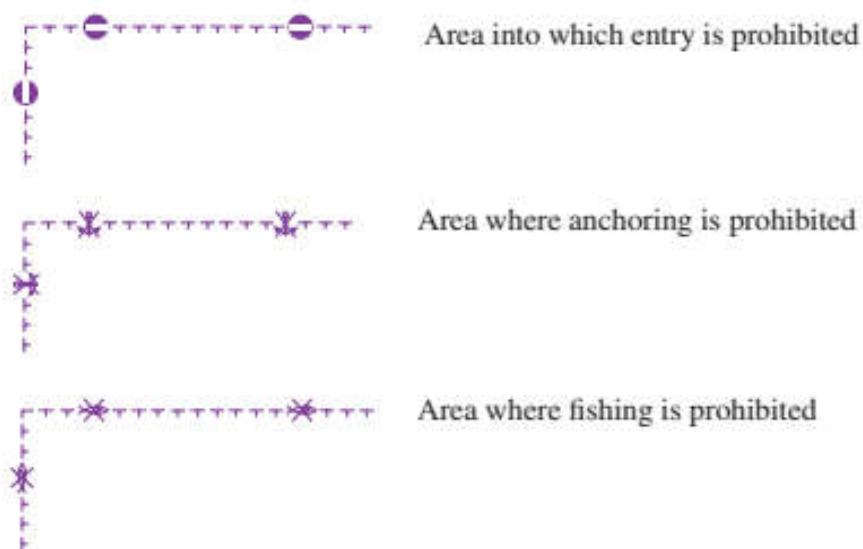 Area into which entry is prohibited
Area where anchoring is prohibited
Area where fishing is prohibited